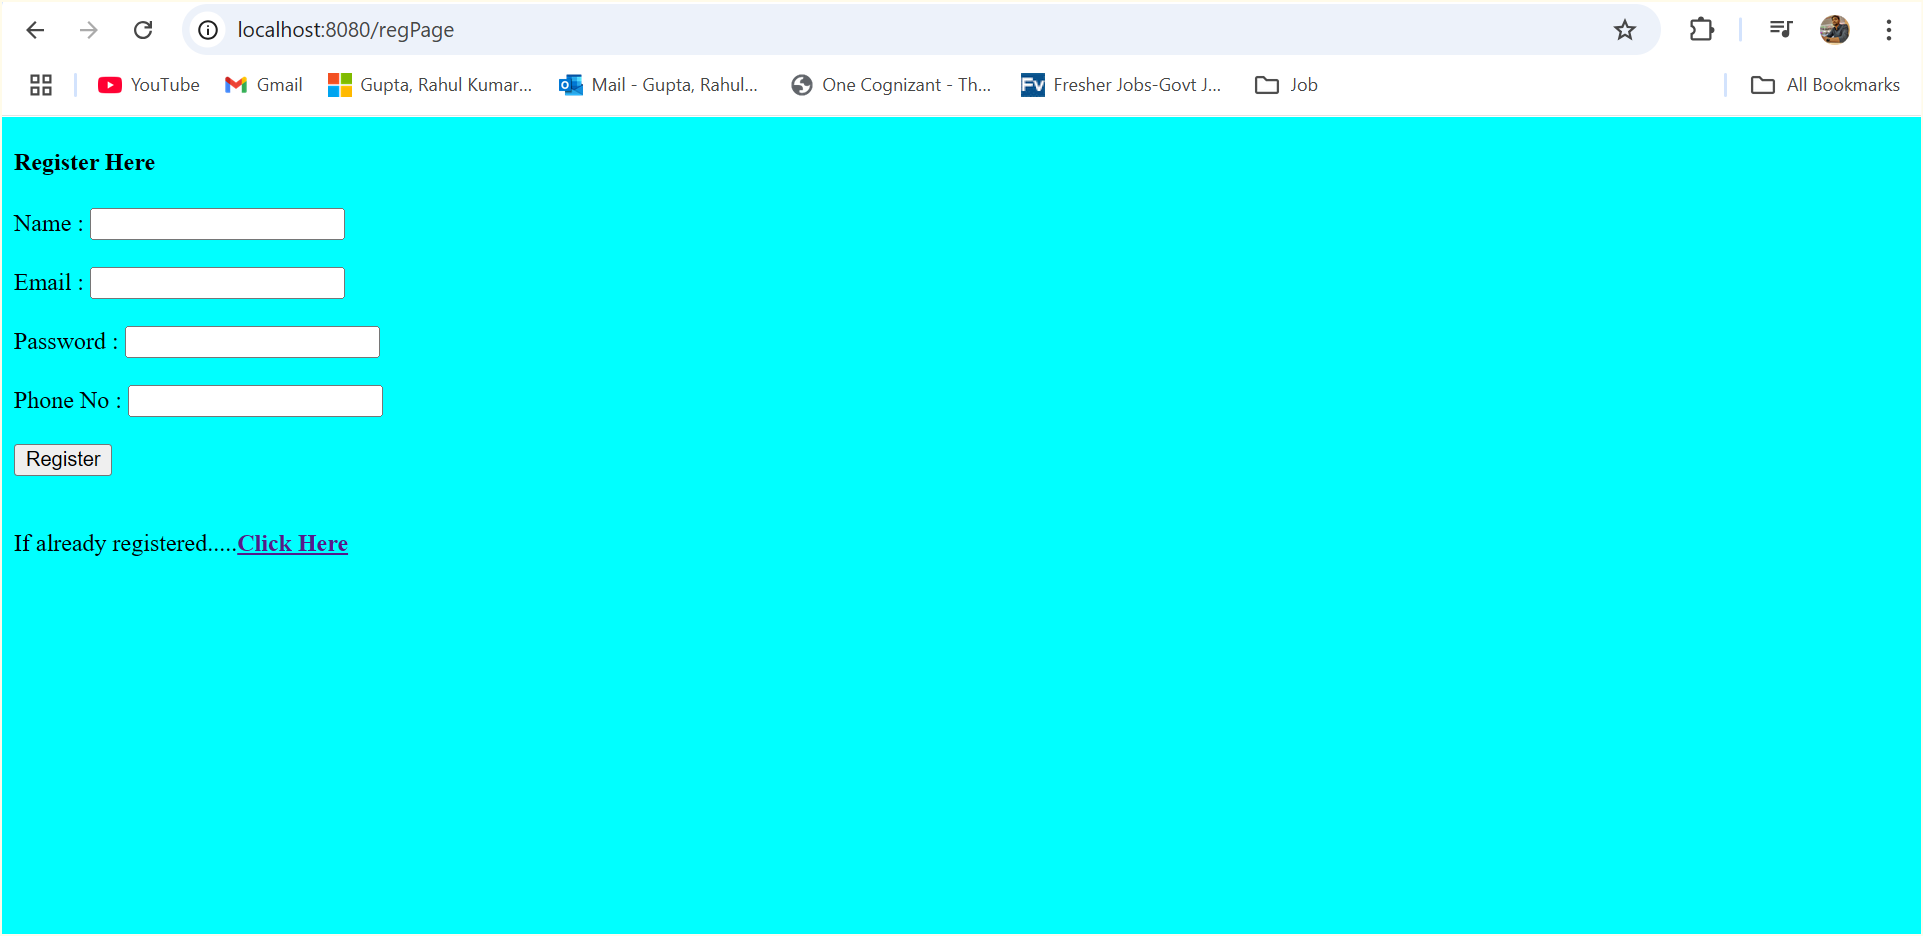 localhost:8080/regPage
YouTube Gmail Gupta, Rahul Kumar... Mail - Gupta, Rahul... One Cognizant - Th... Fv Fresher Jobs-Govt J... Job All Bookmarks
Register Here
Name :
Email :
Password :
Phone No :
Register
If already registered.....Click Here